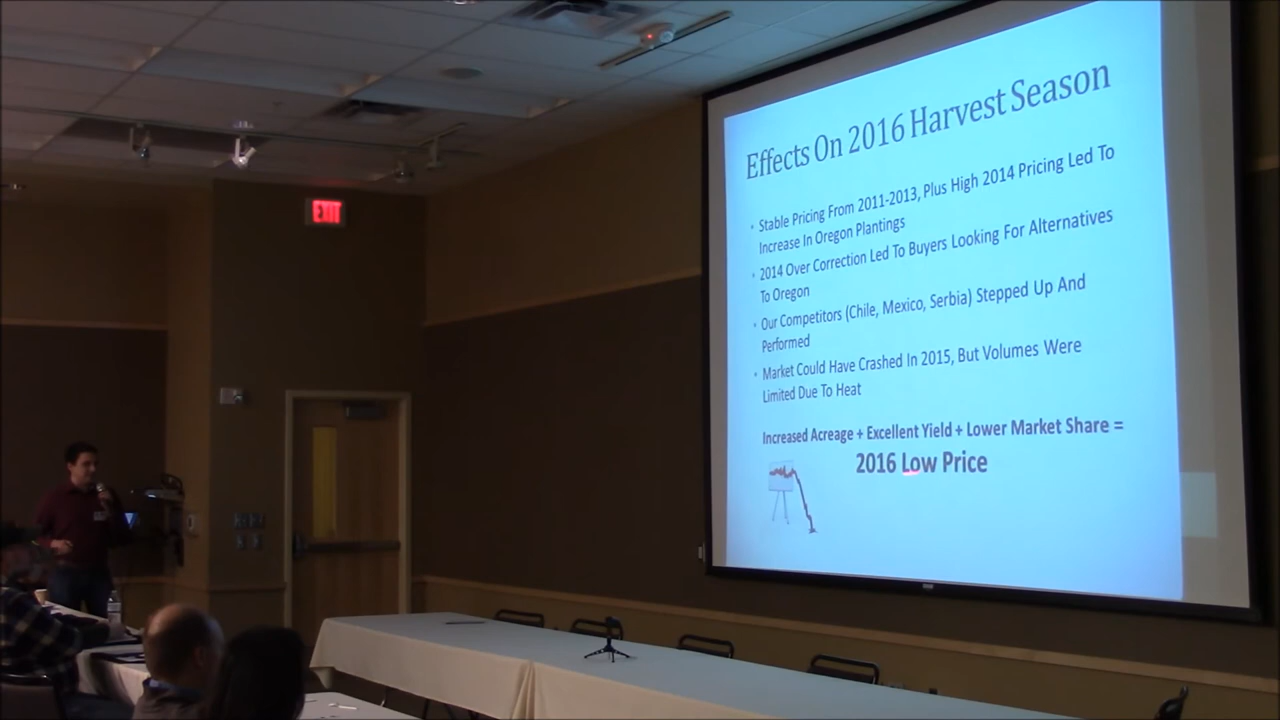 EXIT
Effects On 2016 Harvest Season
• Stable Pricing From 2011-2013, Plus High 2014 Pricing Led To
Increase In Oregon Plantings
• 2014 Over Correction Led To Buyers Looking For Alternatives
To Oregon
• Our Competitors (Chile, Mexico, Serbia) Stepped Up And
Performed
• Market Could Have Crashed In 2015, But Volumes Were
Limited Due To Heat
Increased Acreage + Excellent Yield + Lower Market Share =
2016 Low Price